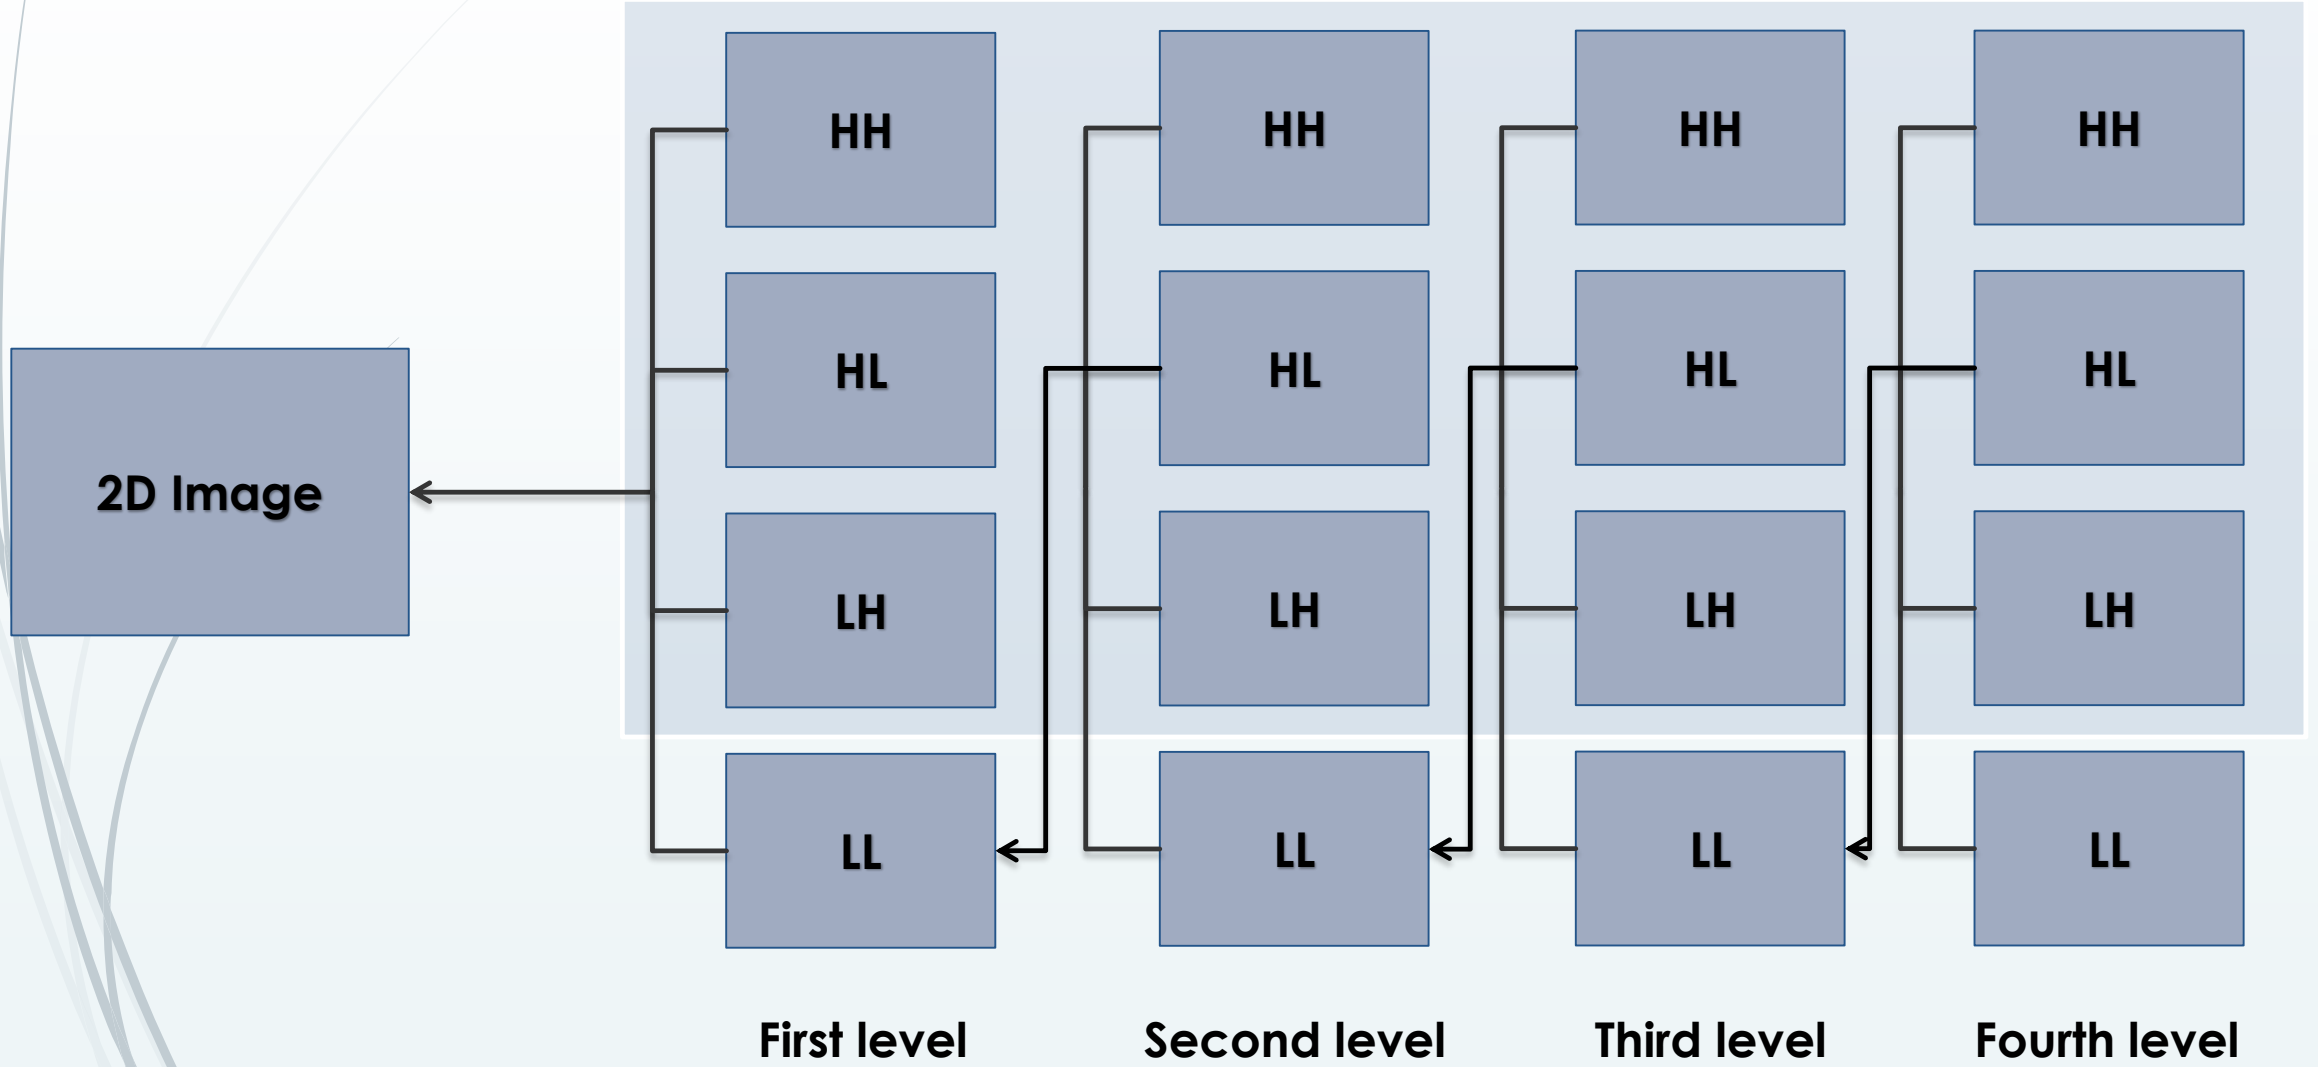 HH
HH
HH
HH
HL
HL
HL
HL
2D Image
LH
LH
LH
LH
LL
LL
LL
LL
First level
Second level
Third level
Fourth level